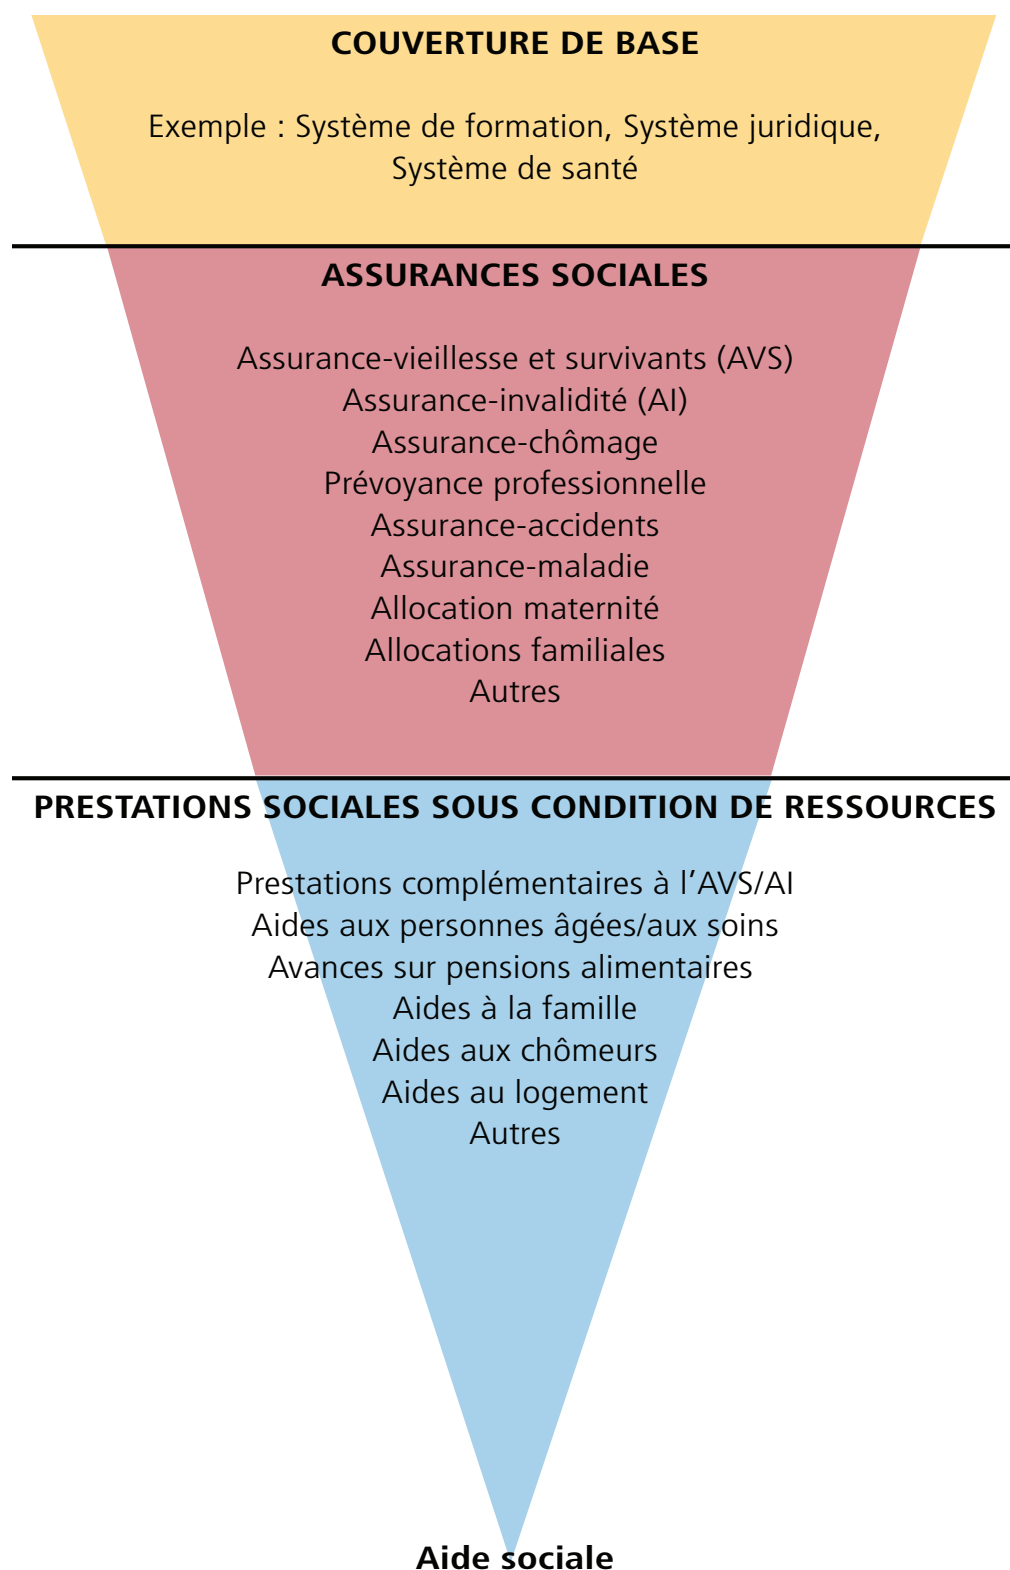 COUVERTURE DE BASE
Exemple : Système de formation, Système juridique,
Système de santé
ASSURANCES SOCIALES
Assurance-vieillesse et survivants (AVS)
Assurance-invalidité (AI)
Assurance-chômage
Prévoyance professionnelle
Assurance-accidents
Assurance-maladie
Allocation maternité
Allocations familiales
Autres
PRESTATIONS SOCIALES SOUS CONDITION DE RESSOURCES
Prestations complémentaires à l’AVS/AI
Aides aux personnes âgées/aux soins
Avances sur pensions alimentaires
Aides à la famille
Aides aux chômeurs
Aides au logement
Autres
Aide sociale